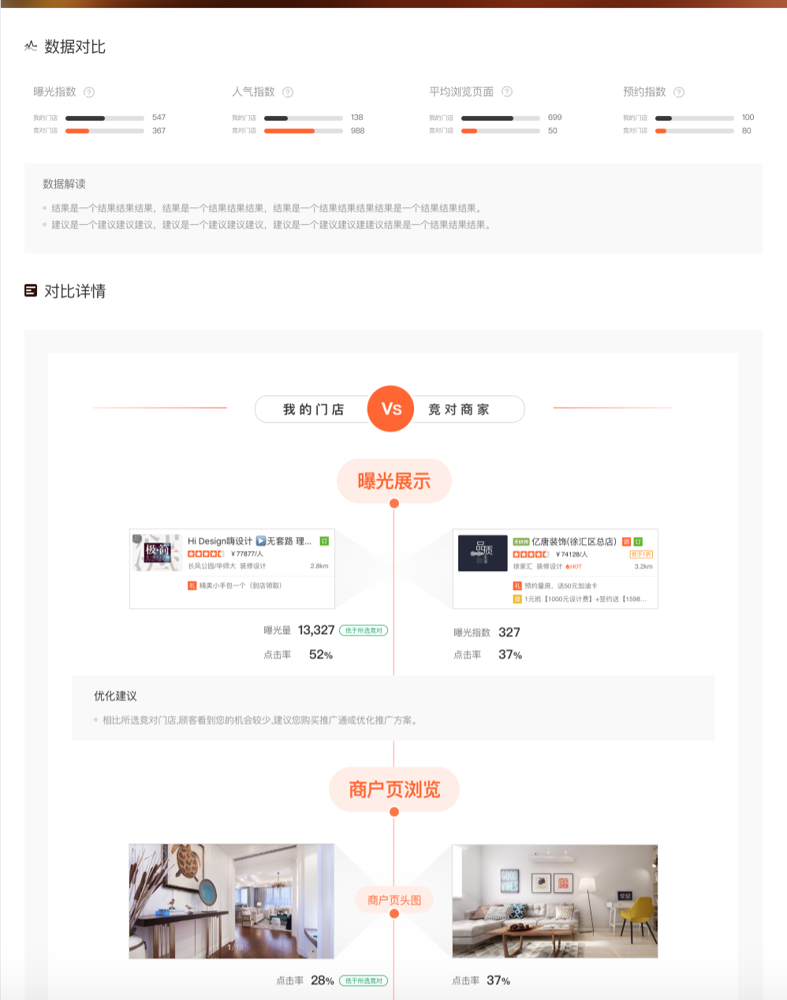 数据对比
曝光指数 ?
我的门店 547
竞对门店 367
人气指数 ?
我的门店 138
竞对门店 988
平均浏览页面 ?
我的门店 699
竞对门店 50
预约指数 ?
我的门店 100
竞对门店 80
数据解读
结果是一个结果结果结果，结果是一个结果结果结果，结果是一个结果结果结果结果是一个结果结果结果。
建议是一个建议建议建议，建议是一个建议建议建议，建议是一个建议建议建建议结果是一个结果结果结果。
对比详情
我的门店 Vs 竞对商家
曝光展示
极·简
Hi Design嗨设计 ▶无套路 理... 订
¥77877/人
长风公园/华师大 装修设计 2.8km
礼 精美小手包一个（到店领取）
品质
亿唐装饰(徐汇区总店) 团 订
¥74128/人 低于1折
徐家汇 装修设计 HOT 3.2km
礼 预约量房，送50元加油卡
促 1元抵【1000元设计费】+签约送【1598...
曝光量 13,327 低于所选竞对
点击率 52%
曝光指数 327
点击率 37%
优化建议
相比所选竞对门店,顾客看到您的机会较少,建议您购买推广通或优化推广方案。
商户页浏览
商户页头图
GOOD
VIBES
12:52
点击率 28% 低于所选竞对
点击率 37%